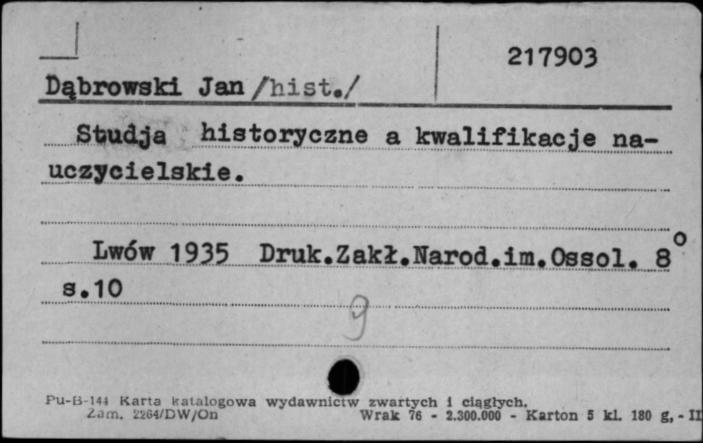 217903
Dąbrowski Jan /hist./
Studja historyczne a kwalifikacje na-
uczycielskie.
Lwów 1935 Druk.Zakł.Narod.im.Ossol. 8°
s.10
9
Pu-B-144 Karta katalogowa wydawnictw zwartych i ciągłych.
Zam. 2264/DW/On Wrak 76 - 2.300.000 - Karton 5 kl. 180 g. - II